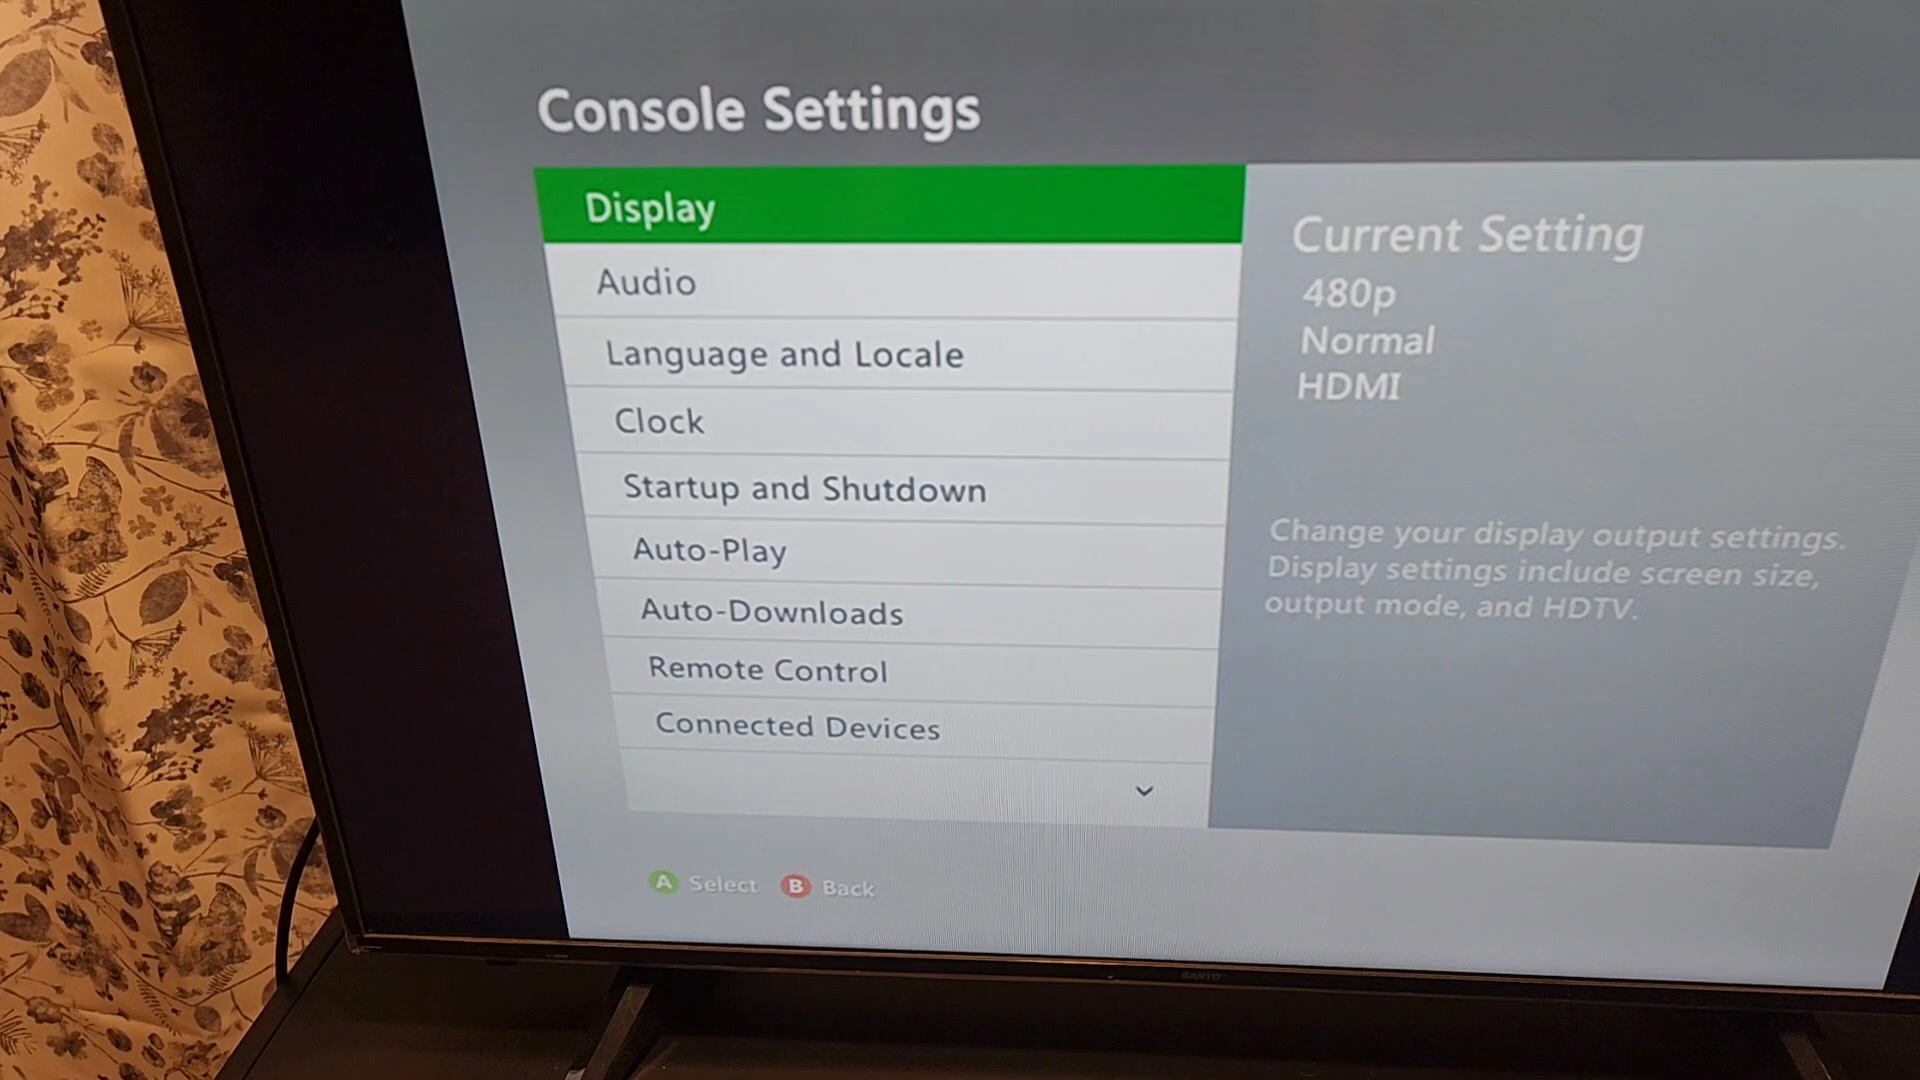 Console Settings
Display
Audio
Language and Locale
Clock
Startup and Shutdown
Auto-Play
Auto-Downloads
Remote Control
Connected Devices
Current Setting
480p
Normal
HDMI
Change your display output settings.
Display settings include screen size,
output mode, and HDTV.
A Select B Back
SANYO